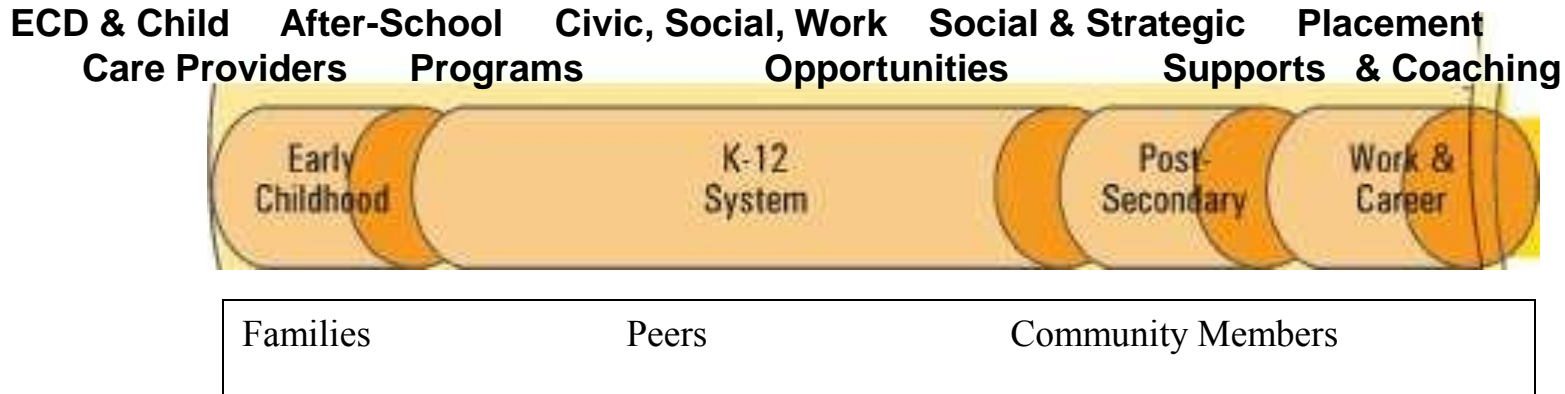 ECD & Child After-School Civic, Social, Work Social & Strategic Placement
Care Providers Programs Opportunities Supports & Coaching
Early
Childhood
K-12
System
Post-
Secondary
Work &
Career
Families Peers Community Members